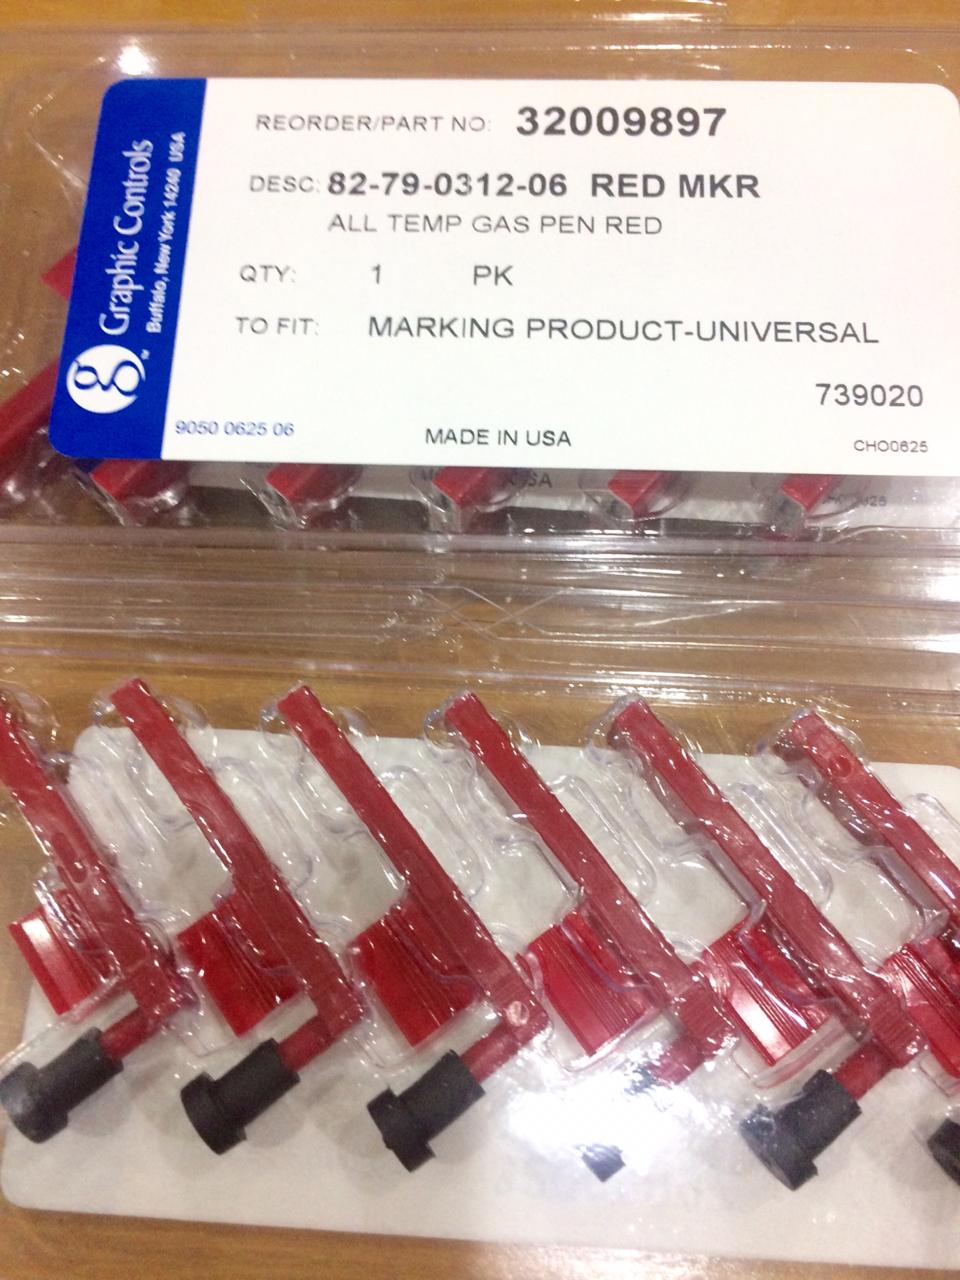 REORDER/PART NO: 32009897
DESC: 82-79-0312-06 RED MKR
ALL TEMP GAS PEN RED
QTY: 1 PK
TO FIT: MARKING PRODUCT-UNIVERSAL
739020
9050 0625 06
MADE IN USA
CHO0625
Graphic Controls
Buffalo, New York 14240 USA
gc™